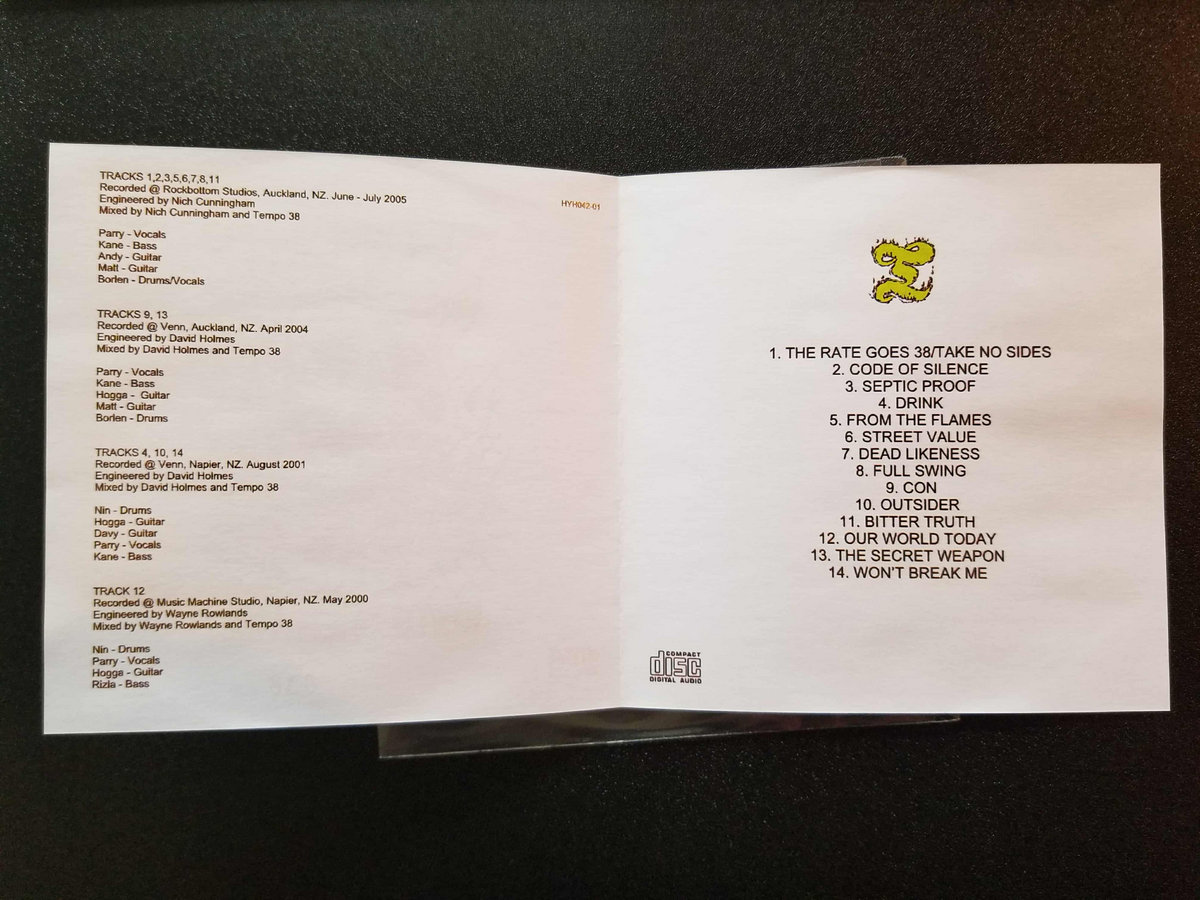 TRACKS 1,2,3,5,6,7,8,11
Recorded @ Rockbottom Studios, Auckland, NZ. June - July 2005
Engineered by Nich Cunningham
Mixed by Nich Cunningham and Tempo 38
Parry - Vocals
Kane - Bass
Andy - Guitar
Matt - Guitar
Borlen - Drums/Vocals
TRACKS 9, 13
Recorded @ Venn, Auckland, NZ. April 2004
Engineered by David Holmes
Mixed by David Holmes and Tempo 38
Parry - Vocals
Kane - Bass
Hogga - Guitar
Matt - Guitar
Borlen - Drums
TRACKS 4, 10, 14
Recorded @ Venn, Napier, NZ. August 2001
Engineered by David Holmes
Mixed by David Holmes and Tempo 38
Nin - Drums
Hogga - Guitar
Davy - Guitar
Parry - Vocals
Kane - Bass
TRACK 12
Recorded @ Music Machine Studio, Napier, NZ. May 2000
Engineered by Wayne Rowlands
Mixed by Wayne Rowlands and Tempo 38
Nin - Drums
Parry - Vocals
Hogga - Guitar
Rizla - Bass
HYH042-01
1. THE RATE GOES 38/TAKE NO SIDES
2. CODE OF SILENCE
3. SEPTIC PROOF
4. DRINK
5. FROM THE FLAMES
6. STREET VALUE
7. DEAD LIKENESS
8. FULL SWING
9. CON
10. OUTSIDER
11. BITTER TRUTH
12. OUR WORLD TODAY
13. THE SECRET WEAPON
14. WON'T BREAK ME
COMPACT
disc
DIGITAL AUDIO